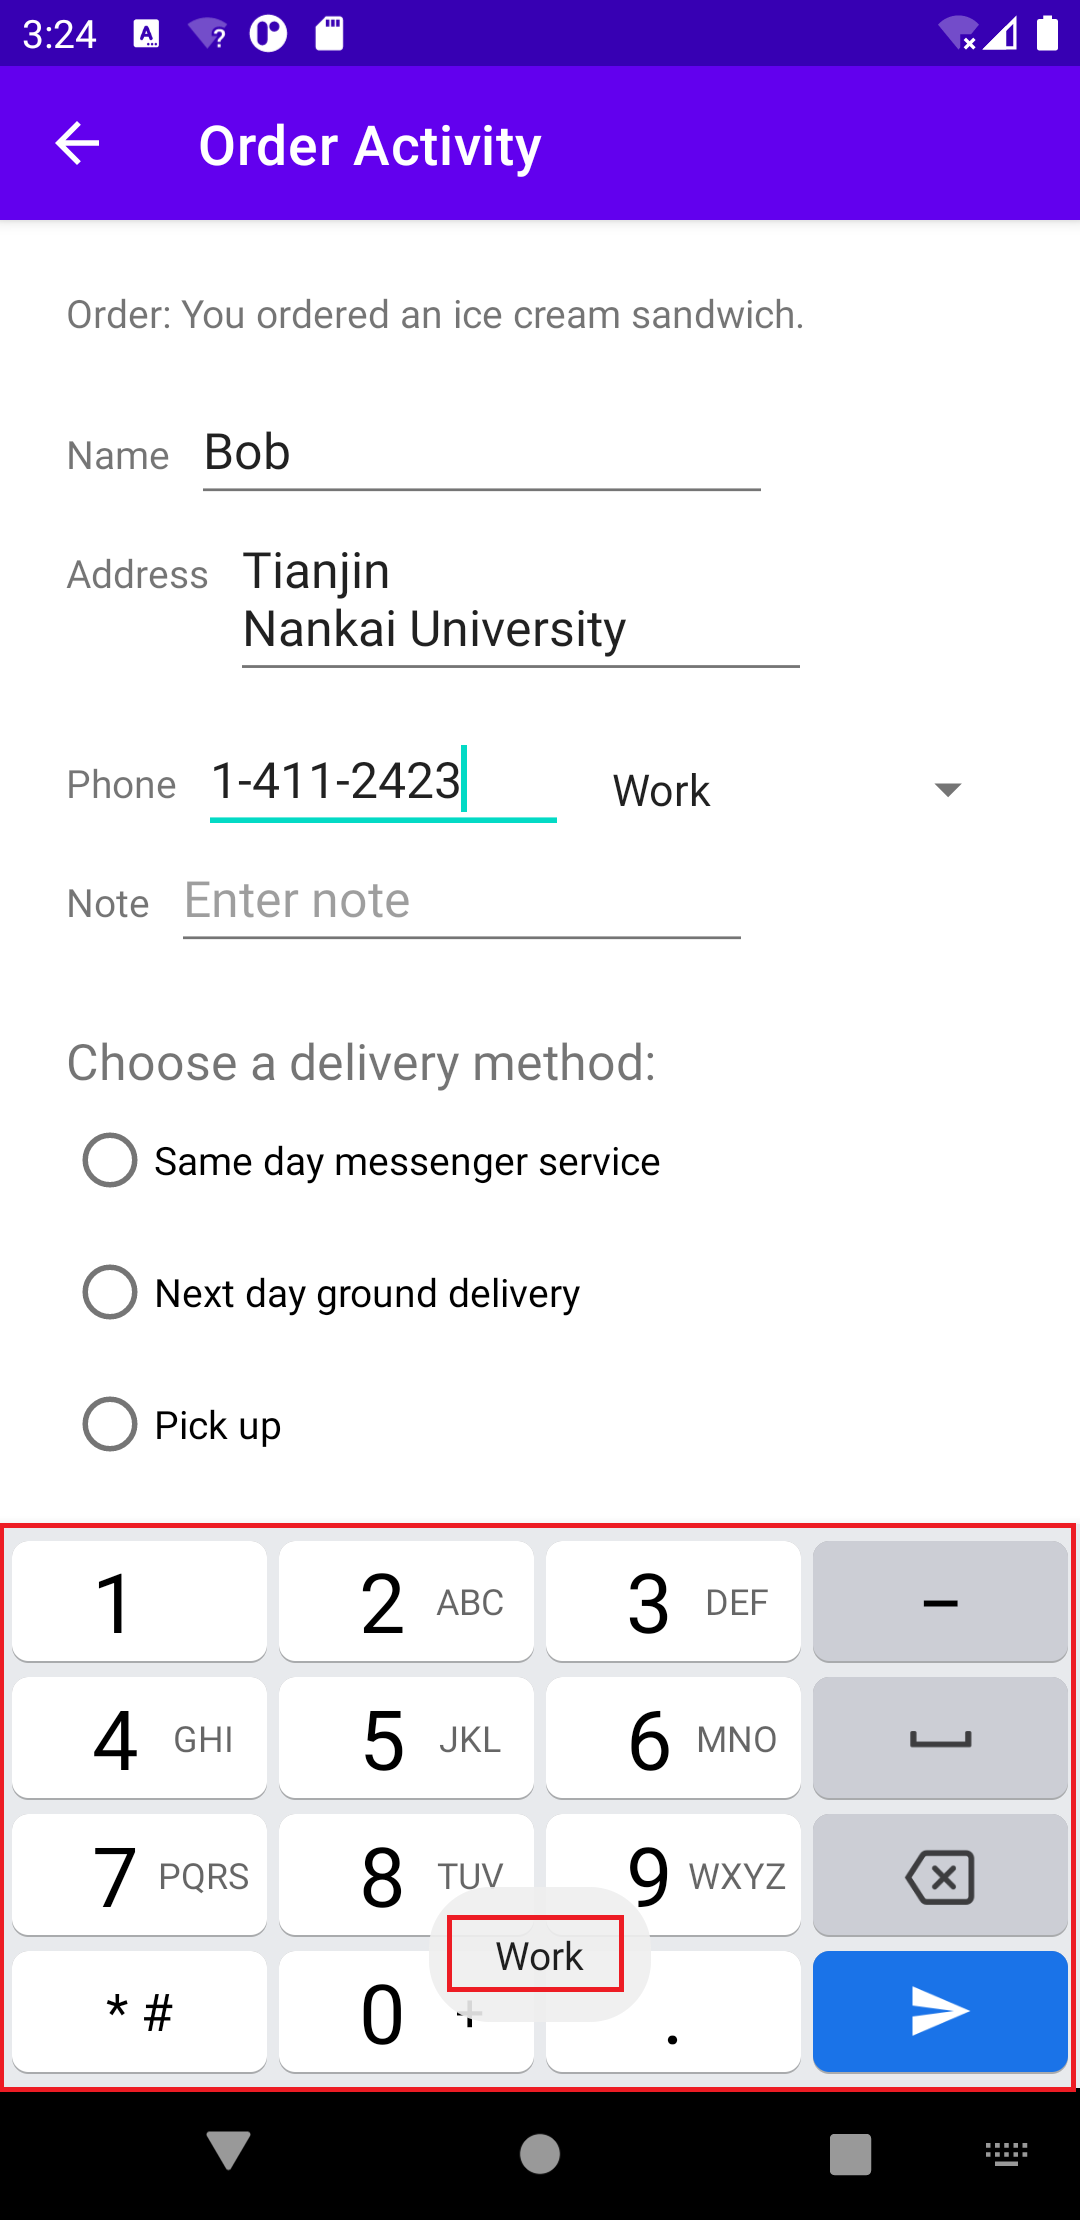 3:24
Order Activity
Order: You ordered an ice cream sandwich.
Name Bob
Address Tianjin
Nankai University
Phone 1-411-2423 Work
Note Enter note
Choose a delivery method:
Same day messenger service
Next day ground delivery
Pick up
1 2 ABC 3 DEF –
4 GHI 5 JKL 6 MNO
7 PQRS 8 TUV 9 WXYZ
Work
* # 0 + .